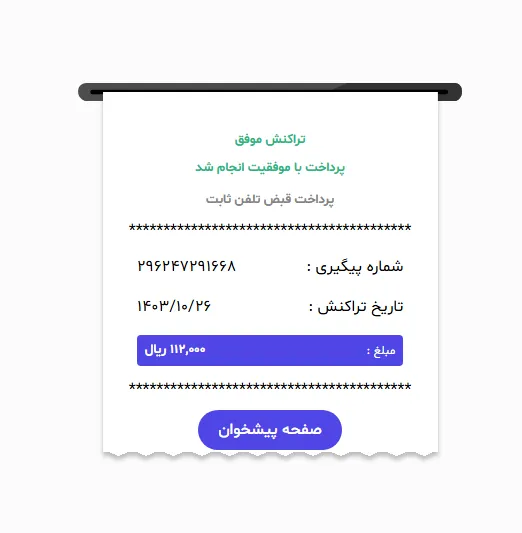 تراکنش موفق
پرداخت با موفقیت انجام شد
پرداخت قبض تلفن ثابت
*****************************************
شماره پیگیری : ۲۹۶۲۴۷۲۹۱۶۶۸
تاریخ تراکنش : ۱۴۰۳/۱۰/۲۶
مبلغ : ۱۱۲,۰۰۰ ریال
*****************************************
صفحه پیشخوان